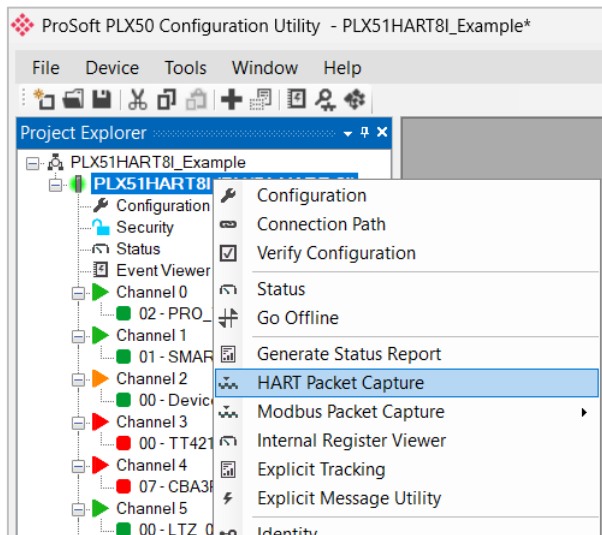 ProSoft PLX50 Configuration Utility - PLX51HART8I_Example*
File Device Tools Window Help
Project Explorer
PLX51HART8I_Example
PLX51HART8I
Configuration
Security
Status
Event Viewer
Channel 0
02 - PRO_
Channel 1
01 - SMAR
Channel 2
00 - Device
Channel 3
00 - TT421
Channel 4
07 - CBA3
Channel 5
00 - LTZ_0
Configuration
Connection Path
Verify Configuration
Status
Go Offline
Generate Status Report
HART Packet Capture
Modbus Packet Capture
Internal Register Viewer
Explicit Tracking
Explicit Message Utility
Identity